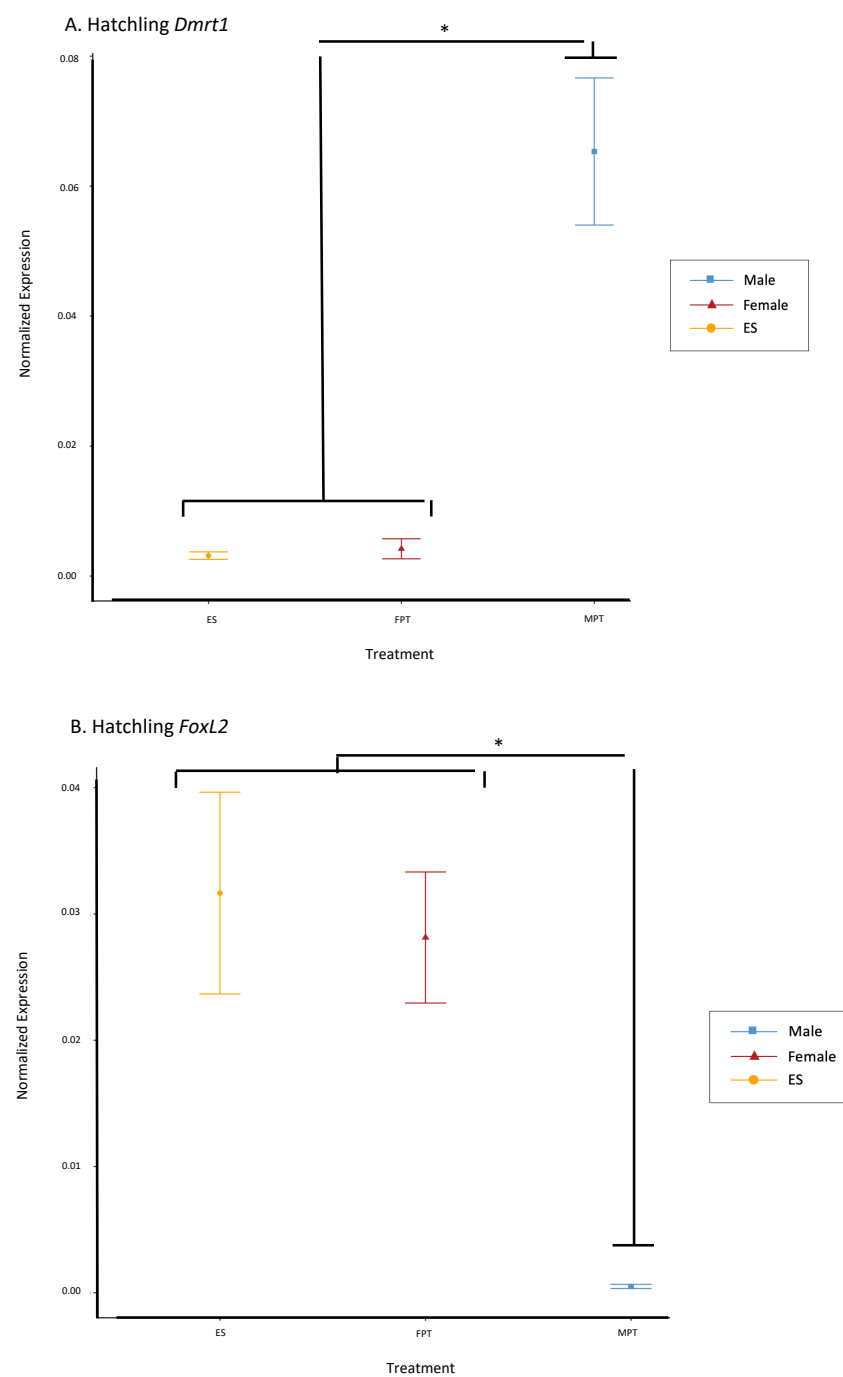 A. Hatchling Dmrt1
*
0.08
0.06
0.04
0.02
0.00
Normalized Expression
ES
FPT
MPT
Treatment
Male
Female
ES
B. Hatchling FoxL2
*
0.04
0.03
0.02
0.01
0.00
Normalized Expression
ES
FPT
MPT
Treatment
Male
Female
ES